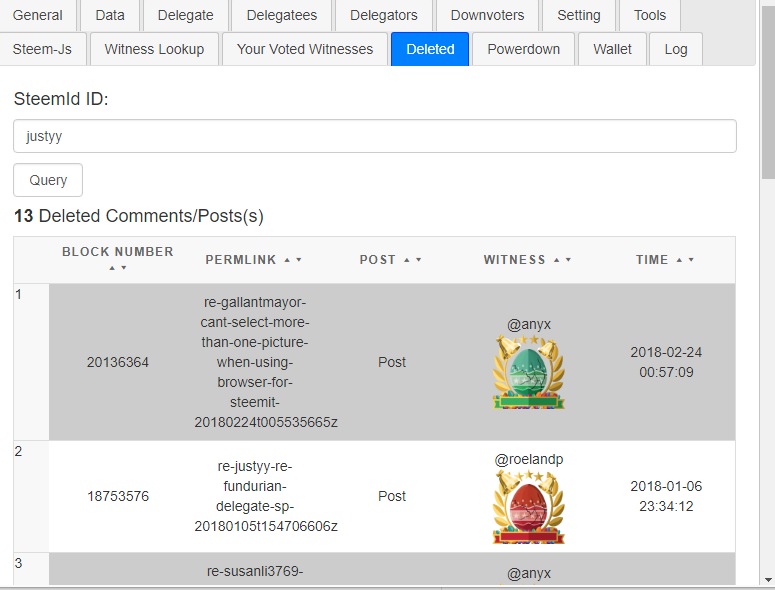 General Data Delegate Delegatees Delegators Downvoters Setting Tools
Steem-Js Witness Lookup Your Voted Witnesses Deleted Powerdown Wallet Log
SteemId ID:
justyy
Query
13 Deleted Comments/Posts(s)
BLOCK NUMBER PERMLINK POST WITNESS TIME
1
20136364
re-gallantmayor-
cant-select-more-
than-one-picture-
when-using-
browser-for-
steemit-
20180224t005535665z
Post
@anyx
2018-02-24
00:57:09
2
18753576
re-justyy-re-
fundurian-
delegate-sp-
20180105t154706606z
Post
@roelandp
2018-01-06
23:34:12
3
re-susanli3769-
@anyx